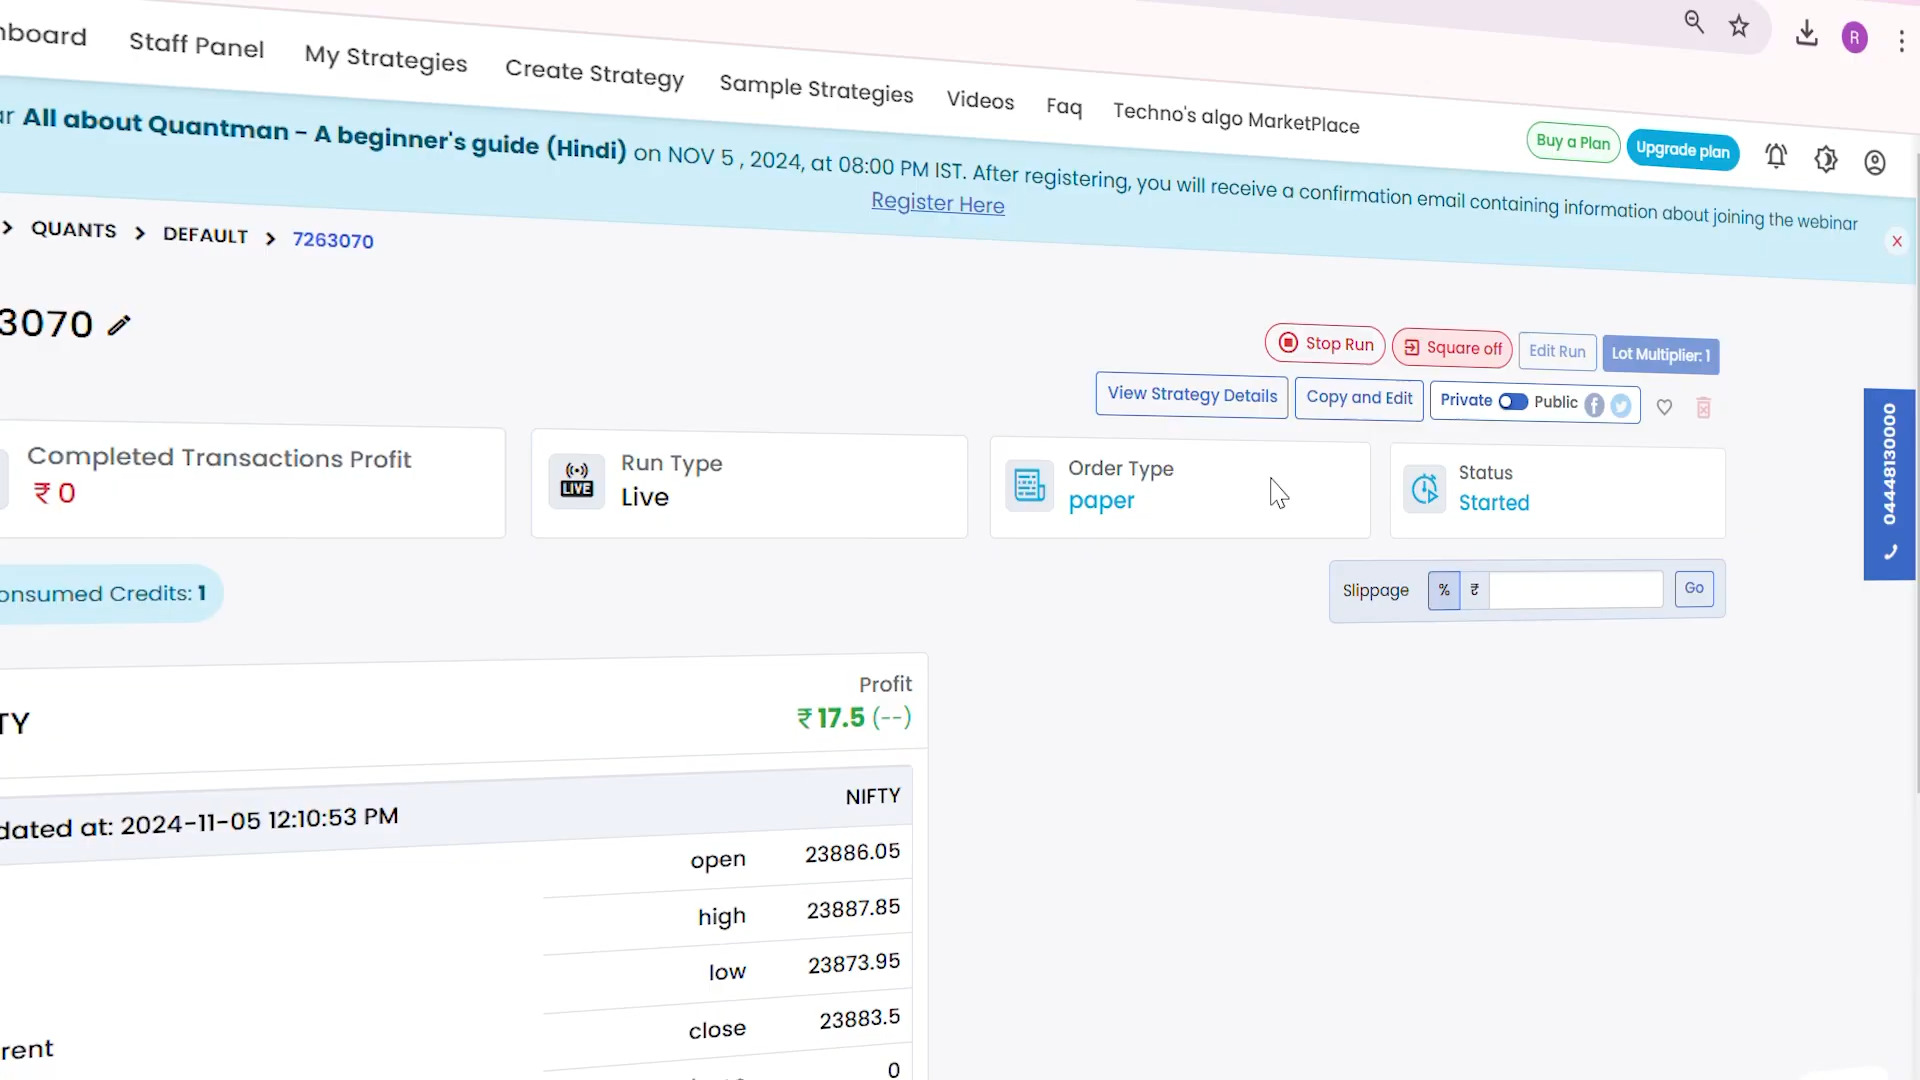 Staff Panel
My Strategies
Create Strategy
Sample Strategies
Videos
Faq
Techno's algo MarketPlace
R
Buy a Plan
Upgrade plan
All about Quantman - A beginner's guide (Hindi) on NOV 5 , 2024, at 08:00 PM IST. After registering, you will receive a confirmation email containing information about joining the webinar
Register Here
x
> QUANTS > DEFAULT > 7263070
3070
Stop Run
Square off
Edit Run
Lot Multiplier: 1
View Strategy Details
Copy and Edit
Private
Public
04448130000
Completed Transactions Profit
₹ 0
LIVE
Run Type
Live
Order Type
paper
Status
Started
onsumed Credits: 1
Slippage
%
₹
Go
TY
Profit
₹ 17.5 (--)
dated at: 2024-11-05 12:10:53 PM
NIFTY
open 23886.05
high 23887.85
low 23873.95
close 23883.5
0
rent